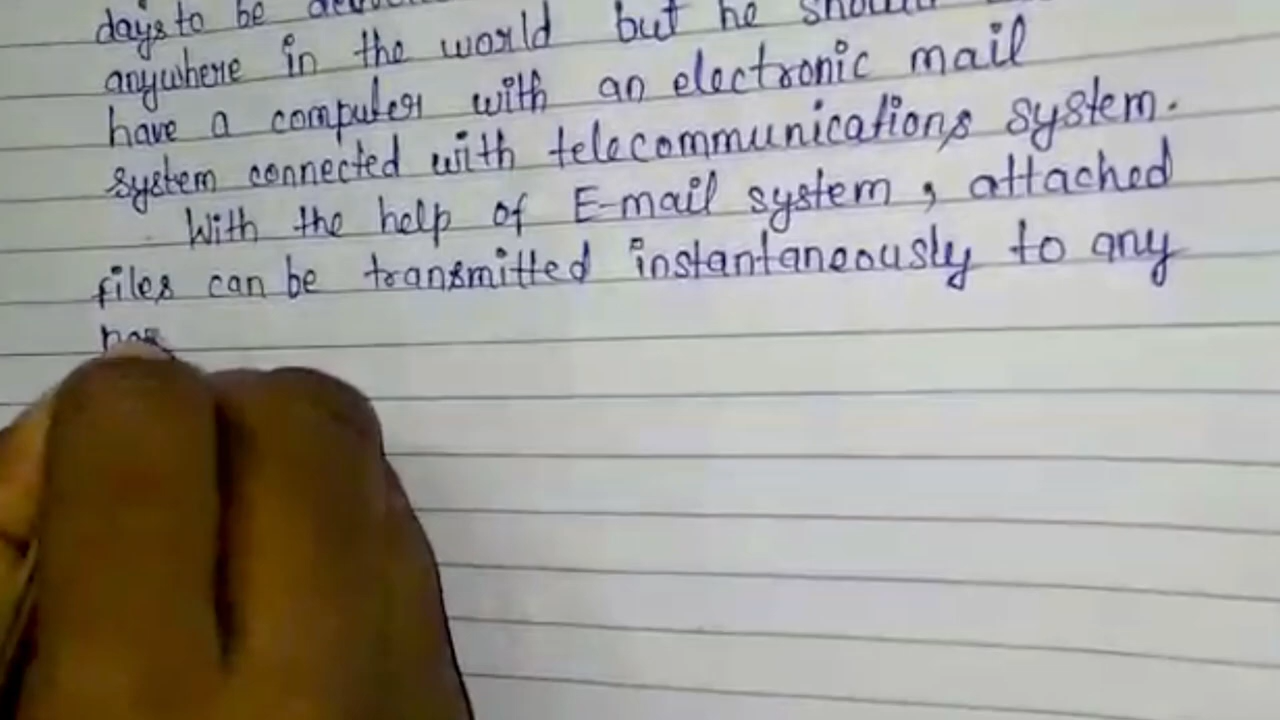 days to be
anywhere in the world but he should
have a computer with an electronic mail
system connected with telecommunications system.
With the help of E-mail system, attached
files can be transmitted instantaneously to any